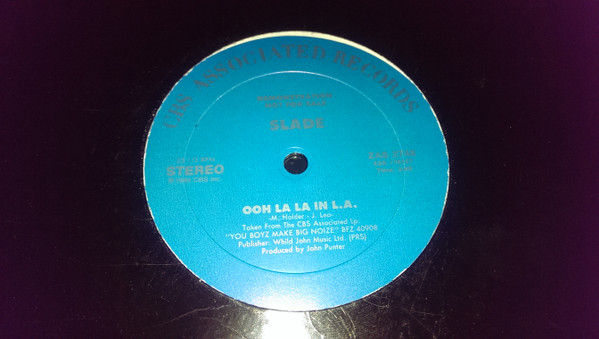 CBS ASSOCIATED RECORDS
SLADE
STEREO
OOH LA LA IN L.A.
-N. Holder - J. Lea-
Taken From The CBS Associated Lp.
"YOU BOYZ MAKE BIG NOIZE" BFZ 40908
Publisher: Whild John Music Ltd. (PRS)
Produced by John Punter